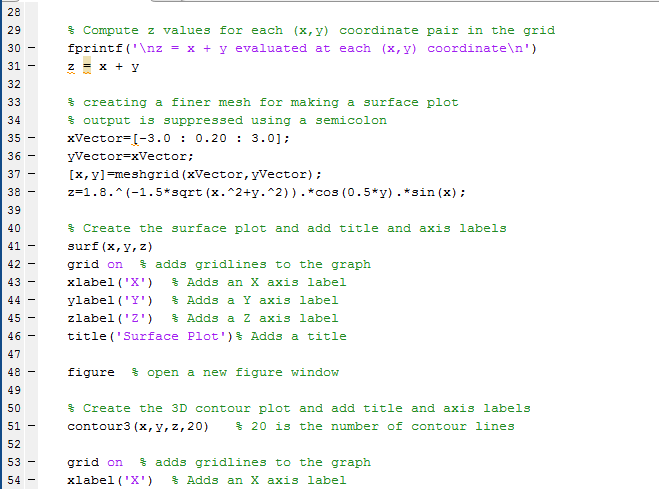 28
29 % Compute z values for each (x,y) coordinate pair in the grid
30 - fprintf('\nz = x + y evaluated at each (x,y) coordinate\n')
31 - z = x + y
32
33 % creating a finer mesh for making a surface plot
34 % output is suppressed using a semicolon
35 - xVector=[-3.0 : 0.20 : 3.0];
36 - yVector=xVector;
37 - [x,y]=meshgrid(xVector,yVector);
38 - z=1.8.^(-1.5*sqrt(x.^2+y.^2)).*cos(0.5*y).*sin(x);
39
40 % Create the surface plot and add title and axis labels
41 - surf(x,y,z)
42 - grid on % adds gridlines to the graph
43 - xlabel('X') % Adds an X axis label
44 - ylabel('Y') % Adds a Y axis label
45 - zlabel('Z') % Adds a Z axis label
46 - title('Surface Plot')% Adds a title
47
48 - figure % open a new figure window
49
50 % Create the 3D contour plot and add title and axis labels
51 - contour3(x,y,z,20) % 20 is the number of contour lines
52
53 - grid on % adds gridlines to the graph
54 - xlabel('X') % Adds an X axis label